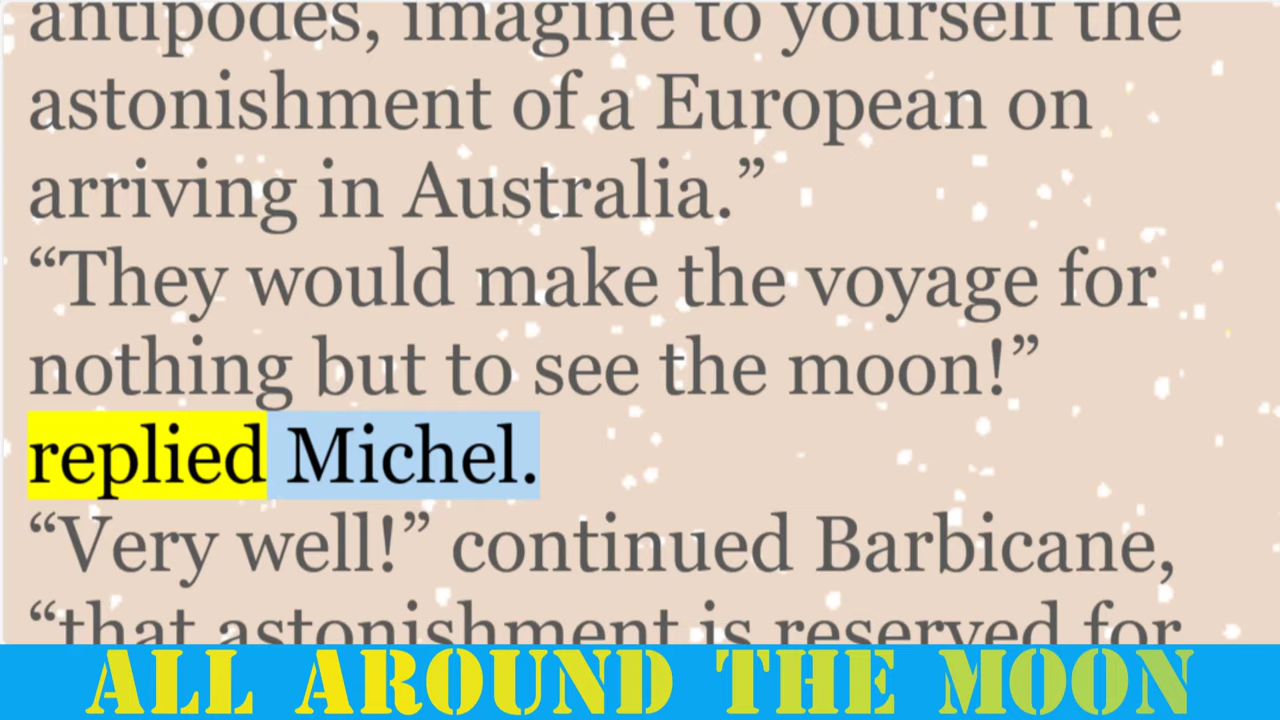 antipodes, imagine to yourself the
astonishment of a European on
arriving in Australia.”
“They would make the voyage for
nothing but to see the moon!”
replied Michel.
“Very well!” continued Barbicane,
“that astonishment is reserved for
ALL AROUND THE MOON